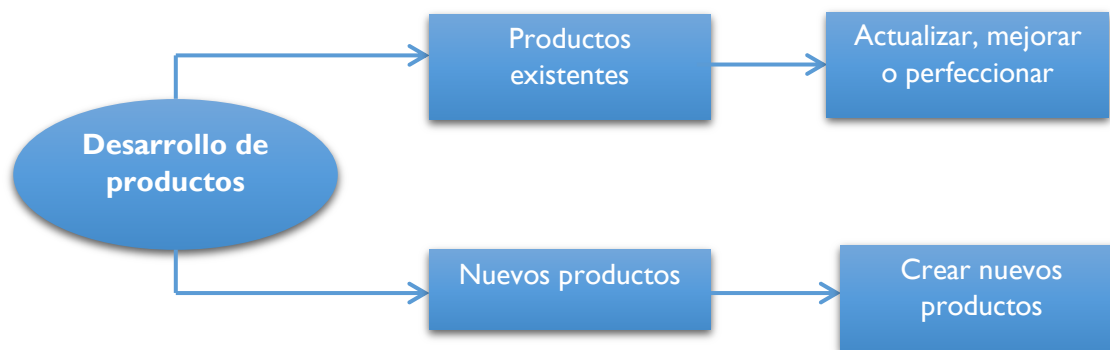 Productos
existentes
Actualizar, mejorar
o perfeccionar
Desarrollo de
productos
Nuevos productos
Crear nuevos
productos